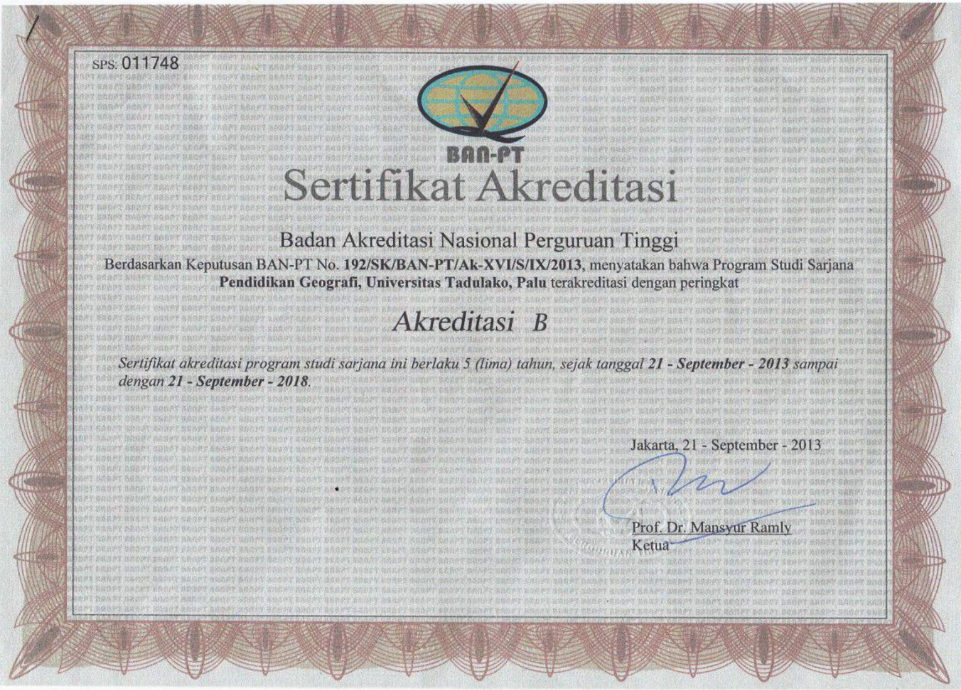 SPS: 011748
BAN-PT
Sertifikat Akreditasi
Badan Akreditasi Nasional Perguruan Tinggi
Berdasarkan Keputusan BAN-PT No. 192/SK/BAN-PT/Ak-XVI/S/IX/2013, menyatakan bahwa Program Studi Sarjana
Pendidikan Geografi, Universitas Tadulako, Palu terakreditasi dengan peringkat
Akreditasi B
Sertifikat akreditasi program studi sarjana ini berlaku 5 (lima) tahun, sejak tanggal 21 - September - 2013 sampai
dengan 21 - September - 2018.
Jakarta, 21 - September - 2013
Prof. Dr. Mansyur Ramly
Ketua